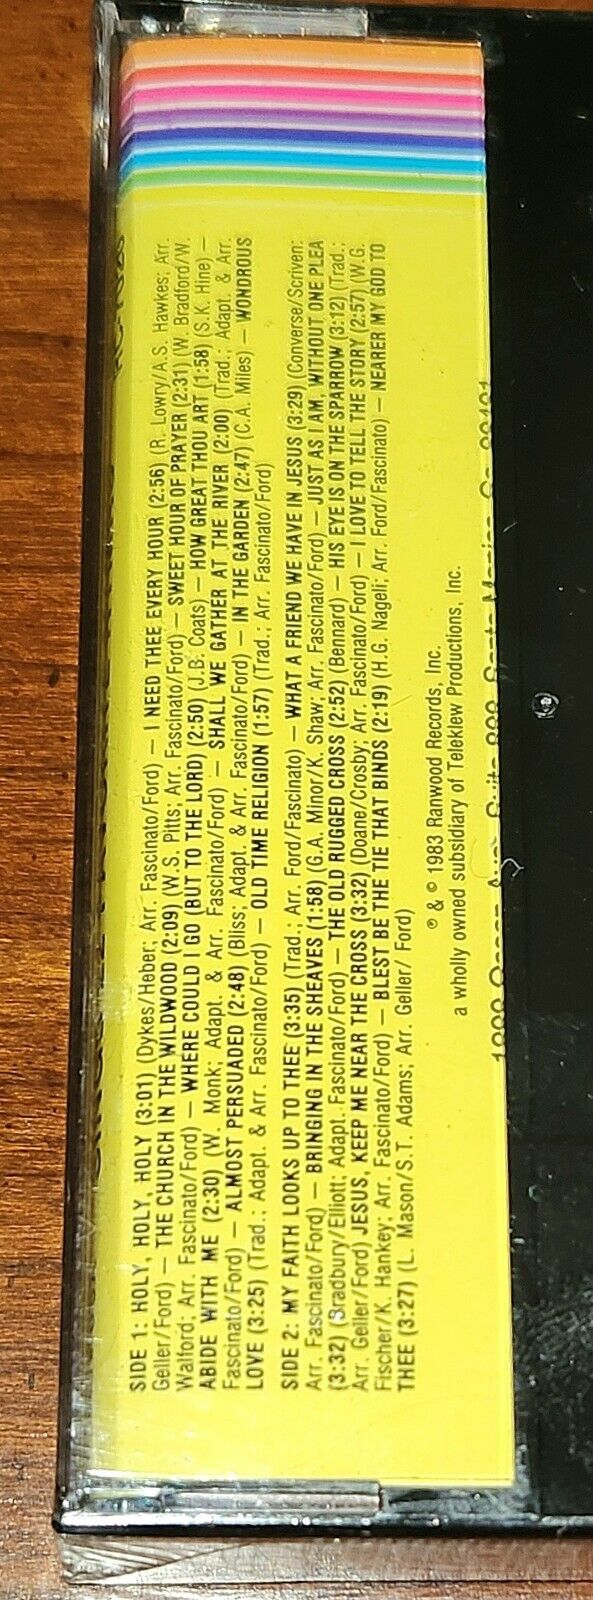 SIDE 1: HOLY, HOLY, HOLY (3:01) (Dykes/Heber; Arr. Fascinato/Ford) — I NEED THEE EVERY HOUR (2:56) (R. Lowry/A.S. Hawkes; Arr.
Geller/Ford) — THE CHURCH IN THE WILDWOOD (2:09) (W.S. Pitts; Arr. Fascinato/Ford) — SWEET HOUR OF PRAYER (2:31) (W. Bradford/W.
Walford; Arr. Fascinato/Ford) — WHERE COULD I GO (BUT TO THE LORD) (2:50) (J.B. Coats) — HOW GREAT THOU ART (1:58) (S.K. Hine) —
ABIDE WITH ME (2:30) (W. Monk; Adapt. & Arr. Fascinato/Ford) — SHALL WE GATHER AT THE RIVER (2:00) (Trad.; Adapt. & Arr.
Fascinato/Ford) — ALMOST PERSUADED (2:48) (Bliss; Adapt. & Arr. Fascinato/Ford) — IN THE GARDEN (2:47) (C.A. Miles) — WONDROUS
LOVE (3:25) (Trad.; Adapt. & Arr. Fascinato/Ford) — OLD TIME RELIGION (1:57) (Trad.; Arr. Fascinato/Ford)
SIDE 2: MY FAITH LOOKS UP TO THEE (3:35) (Trad.; Arr. Ford/Fascinato) — WHAT A FRIEND WE HAVE IN JESUS (3:29) (Converse/Scriven;
Arr. Fascinato/Ford) — BRINGING IN THE SHEAVES (1:58) (G.A. Minor/K. Shaw; Arr. Fascinato/Ford) — JUST AS I AM, WITHOUT ONE PLEA
(3:32) (Bradbury/Elliott; Adapt. Fascinato/Ford) — THE OLD RUGGED CROSS (2:52) (Bennard) — HIS EYE IS ON THE SPARROW (3:12) (Trad.;
Arr. Geller/Ford) JESUS, KEEP ME NEAR THE CROSS (3:32) (Doane/Crosby; Arr. Fascinato/Ford) — I LOVE TO TELL THE STORY (2:57) (W.G.
Fischer/K. Hankey; Arr. Fascinato/Ford) — BLEST BE THE TIE THAT BINDS (2:19) (H.G. Nageli; Arr. Ford/Fascinato) — NEARER MY GOD TO
THEE (3:27) (L. Mason/S.T. Adams; Arr. Geller/ Ford)
℗ & © 1983 Ranwood Records, Inc.
a wholly owned subsidiary of Teleklew Productions, Inc.